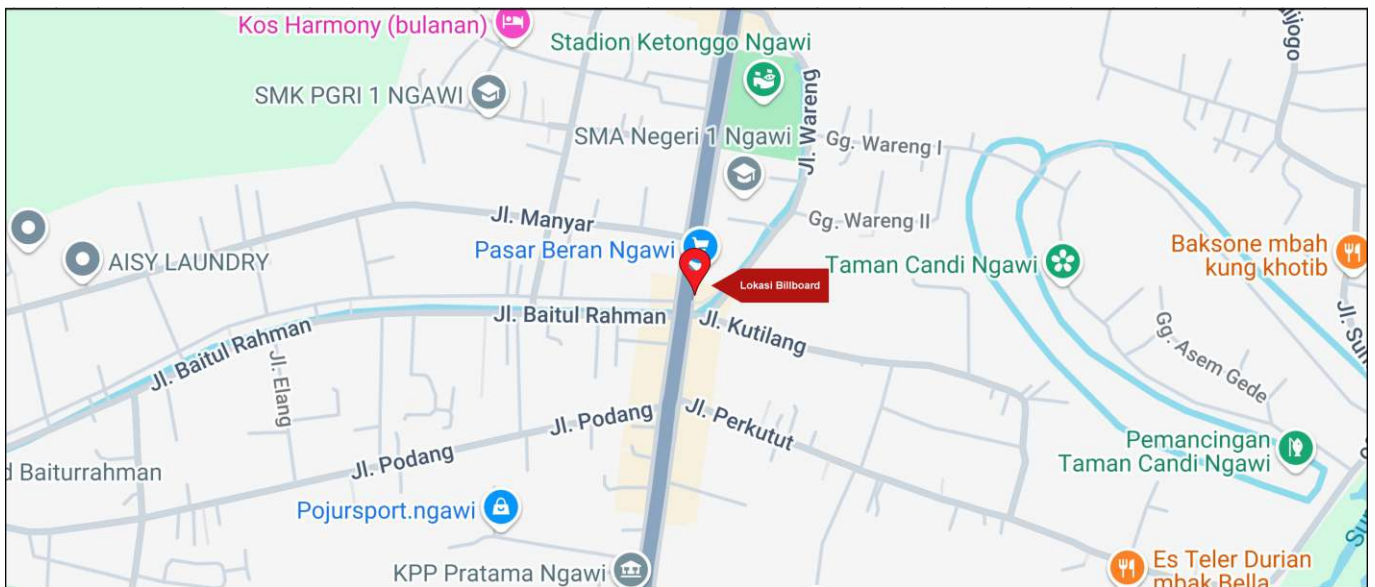 Kos Harmony (bulanan)
Stadion Ketonggo Ngawi
SMK PGRI 1 NGAWI
SMA Negeri 1 Ngawi
Jl. Wareng
Gg. Wareng I
Jl. Manyar
Gg. Wareng II
Pasar Beran Ngawi
AISY LAUNDRY
Taman Candi Ngawi
Baksone mbah
kung khotib
Lokasi Billboard
Jl. Baitul Rahman
Jl. Kutilang
Jl. Baitul Rahman
Jl. Elang
Gg. Asem Gede
Jl. Podang
Jl. Perkutut
Jl. Podang
Pemancingan
Taman Candi Ngawi
Baiturrahman
Pojursport.ngawi
KPP Pratama Ngawi
Es Teler Durian
mbak Bella